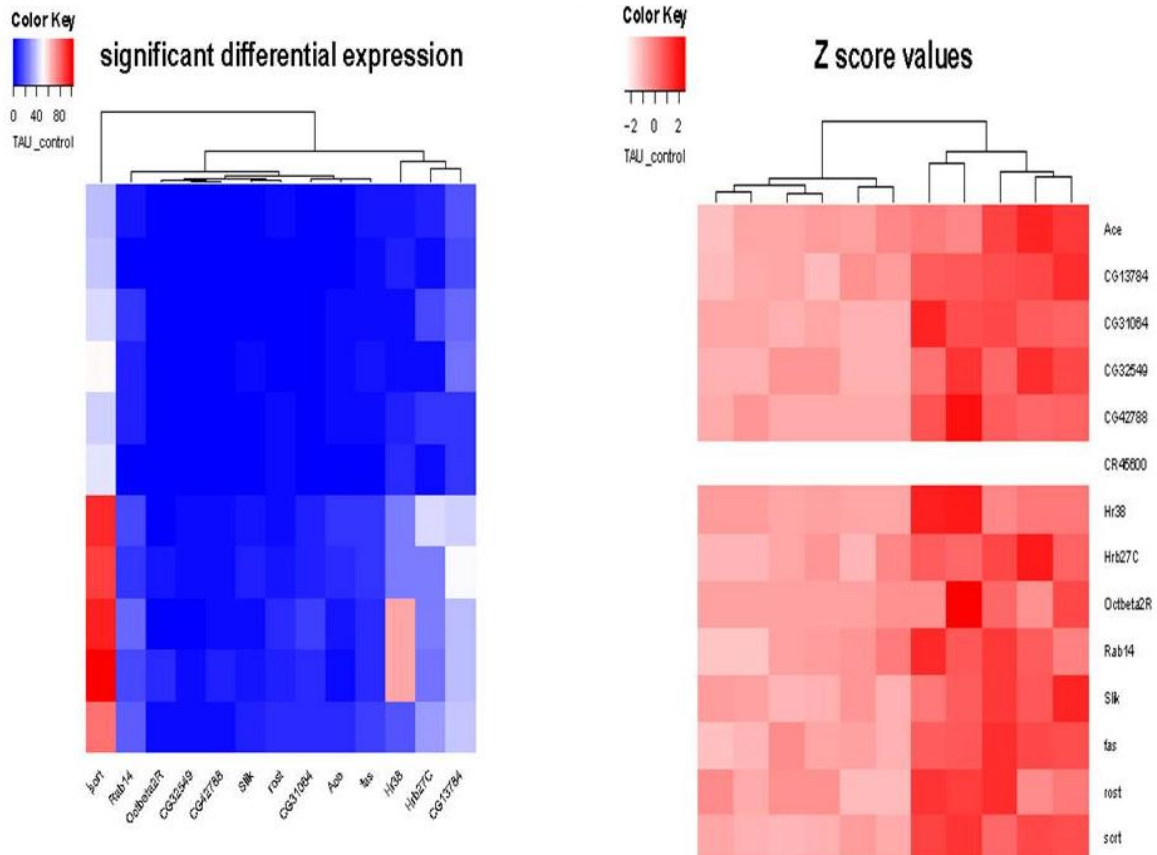 Color Key
0 40 80
TAU_control
significant differential expression
sort
Rab14
Octbeta2R
CG32549
CG42788
Slik
rost
CG31064
Ace
fas
Hr38
Hrb27C
CG13784
Color Key
-2 0 2
TAU_control
Z score values
Ace
CG13784
CG31064
CG32549
CG42788
CR45600
Hr38
Hrb27C
Octbeta2R
Rab14
Slik
fas
rost
sort